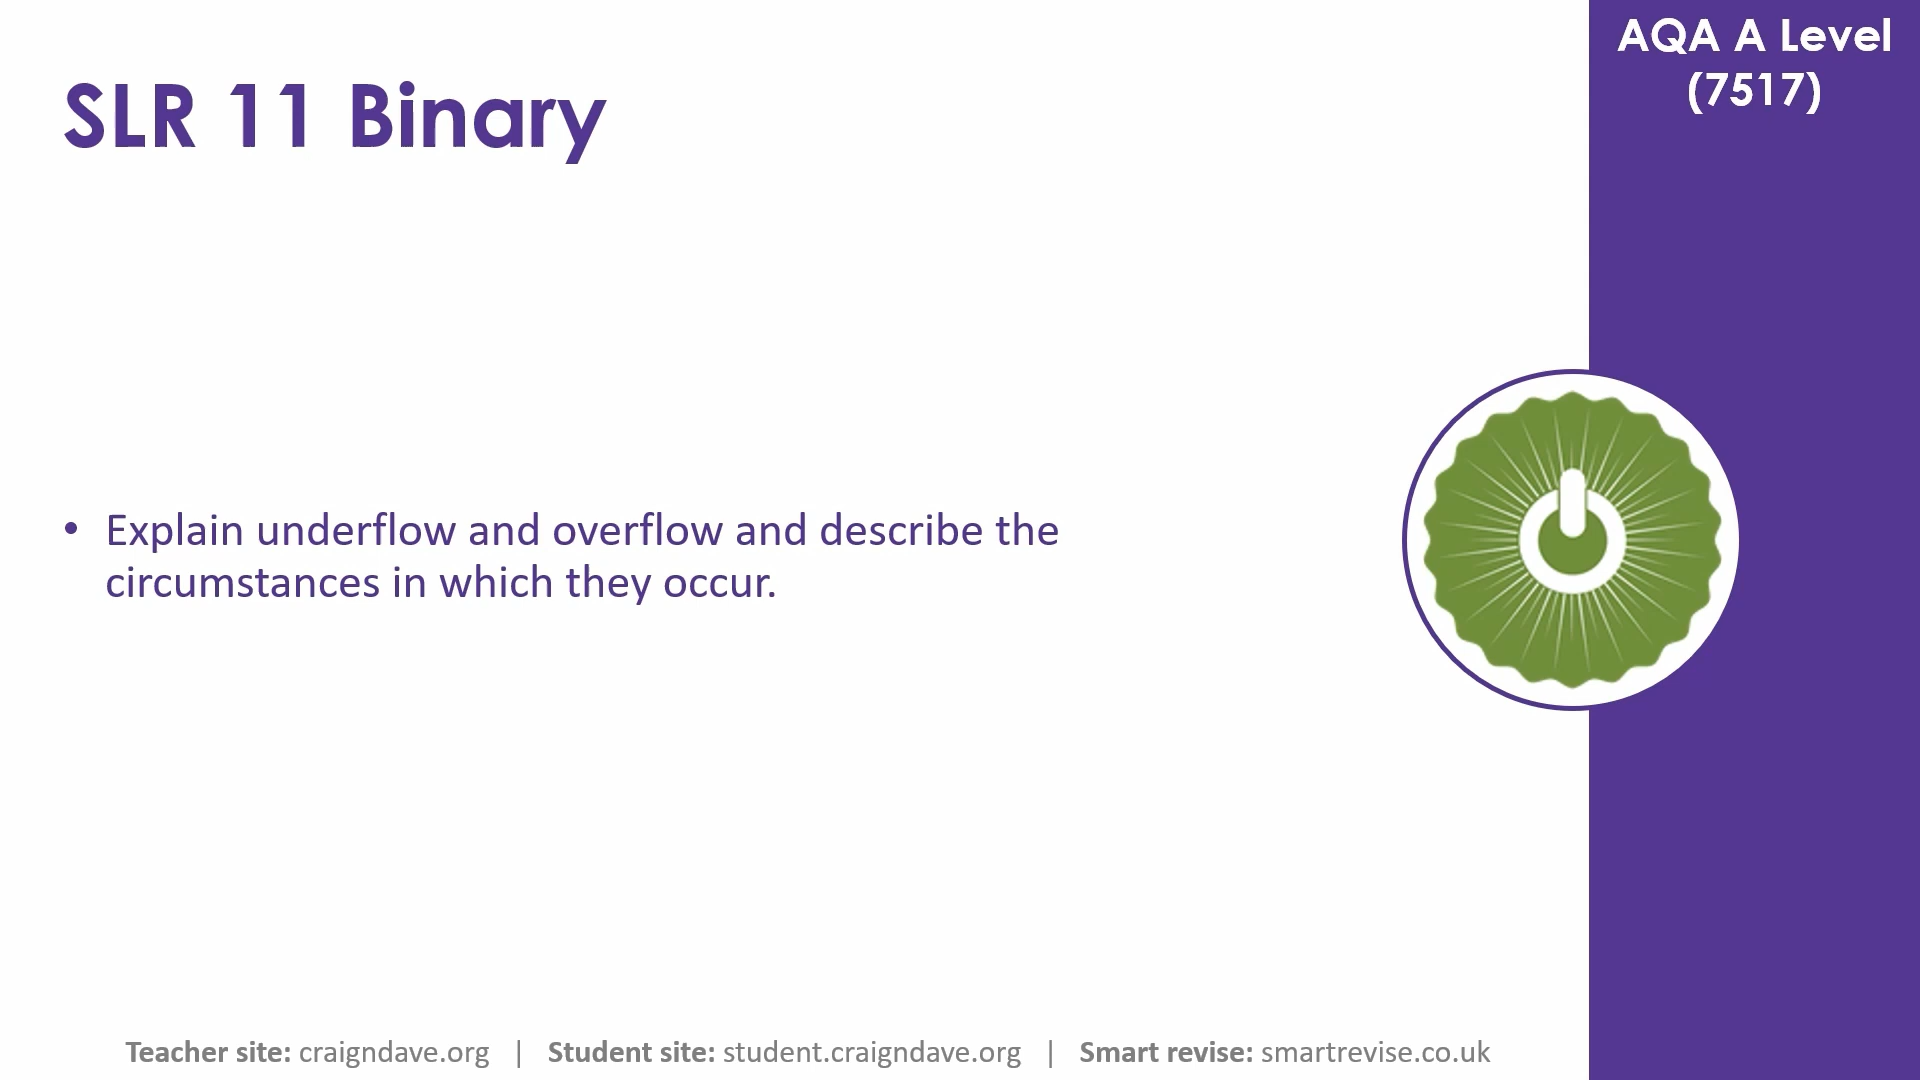 AQA A Level
(7517)
SLR 11 Binary
• Explain underflow and overflow and describe the
circumstances in which they occur.
Teacher site: craigndave.org | Student site: student.craigndave.org | Smart revise: smartrevise.co.uk